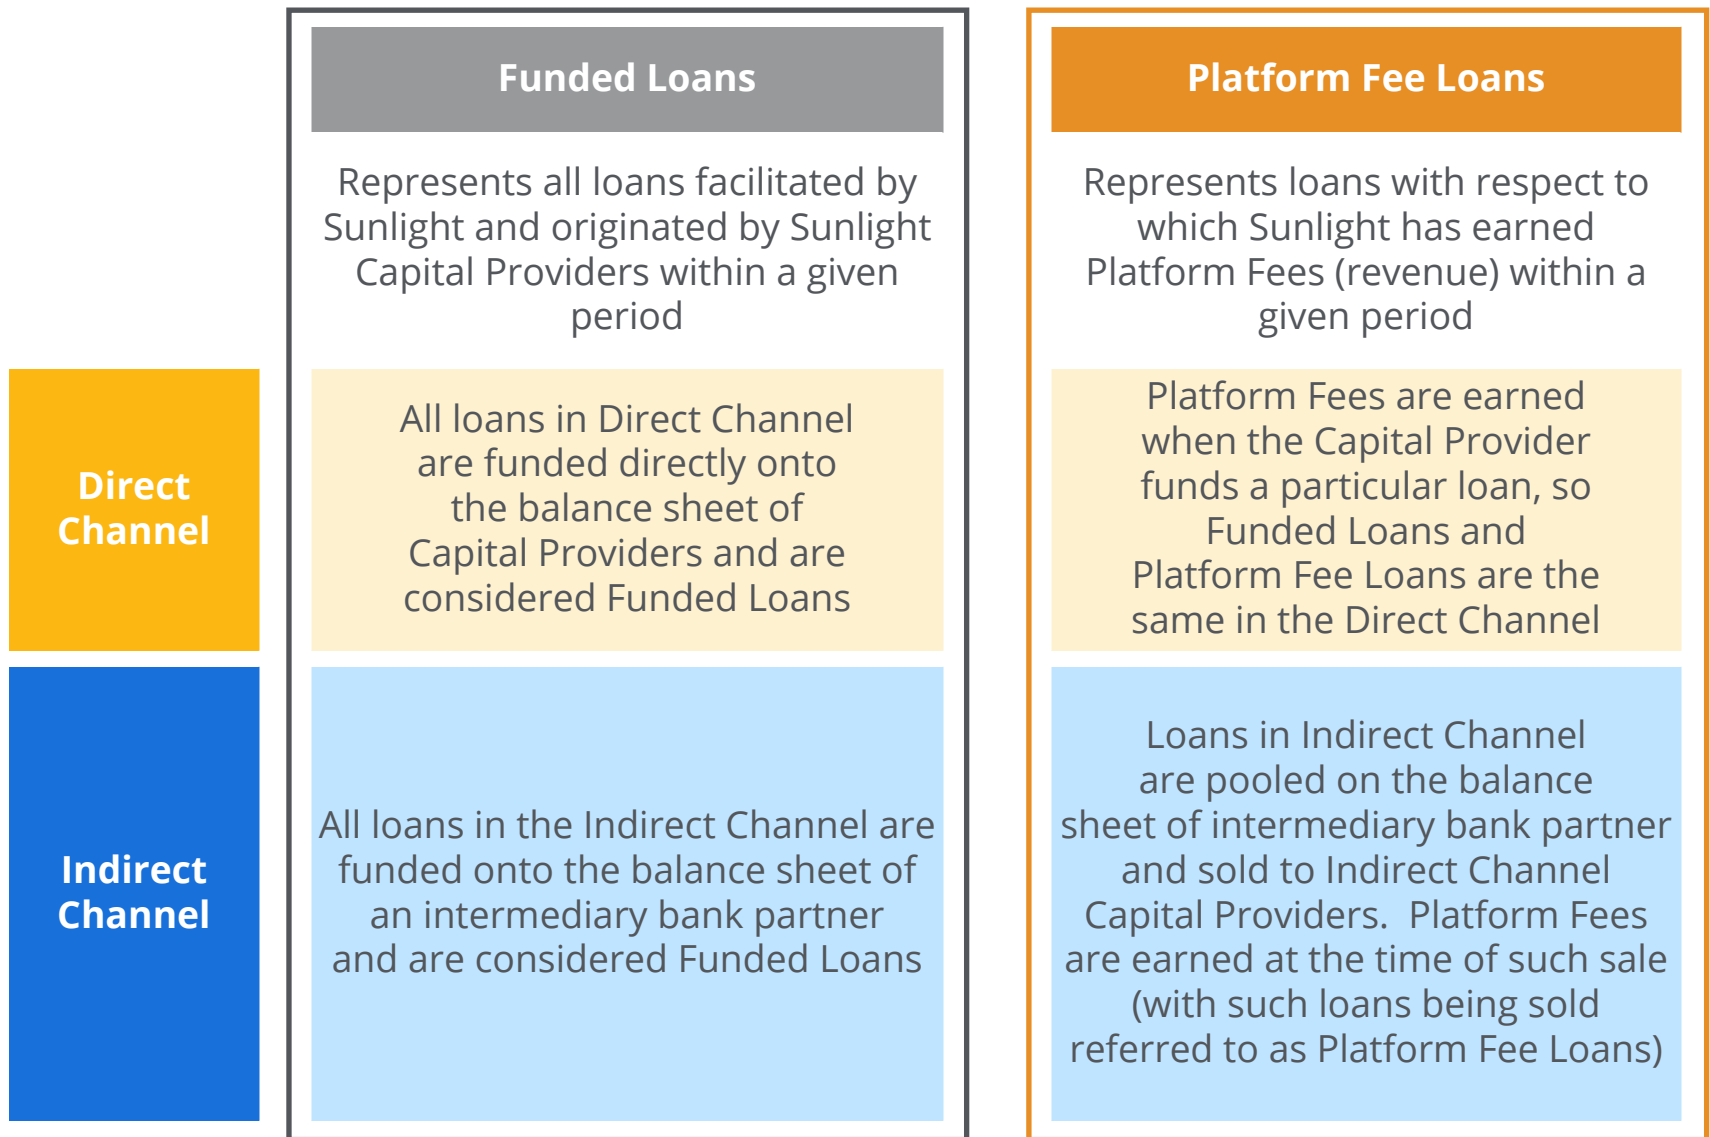 Funded Loans
Represents all loans facilitated by
Sunlight and originated by Sunlight
Capital Providers within a given
period
Platform Fee Loans
Represents loans with respect to
which Sunlight has earned
Platform Fees (revenue) within a
given period
Direct
Channel
All loans in Direct Channel
are funded directly onto
the balance sheet of
Capital Providers and are
considered Funded Loans
Platform Fees are earned
when the Capital Provider
funds a particular loan, so
Funded Loans and
Platform Fee Loans are the
same in the Direct Channel
Indirect
Channel
All loans in the Indirect Channel are
funded onto the balance sheet of
an intermediary bank partner
and are considered Funded Loans
Loans in Indirect Channel
are pooled on the balance
sheet of intermediary bank partner
and sold to Indirect Channel
Capital Providers.  Platform Fees
are earned at the time of such sale
(with such loans being sold
referred to as Platform Fee Loans)